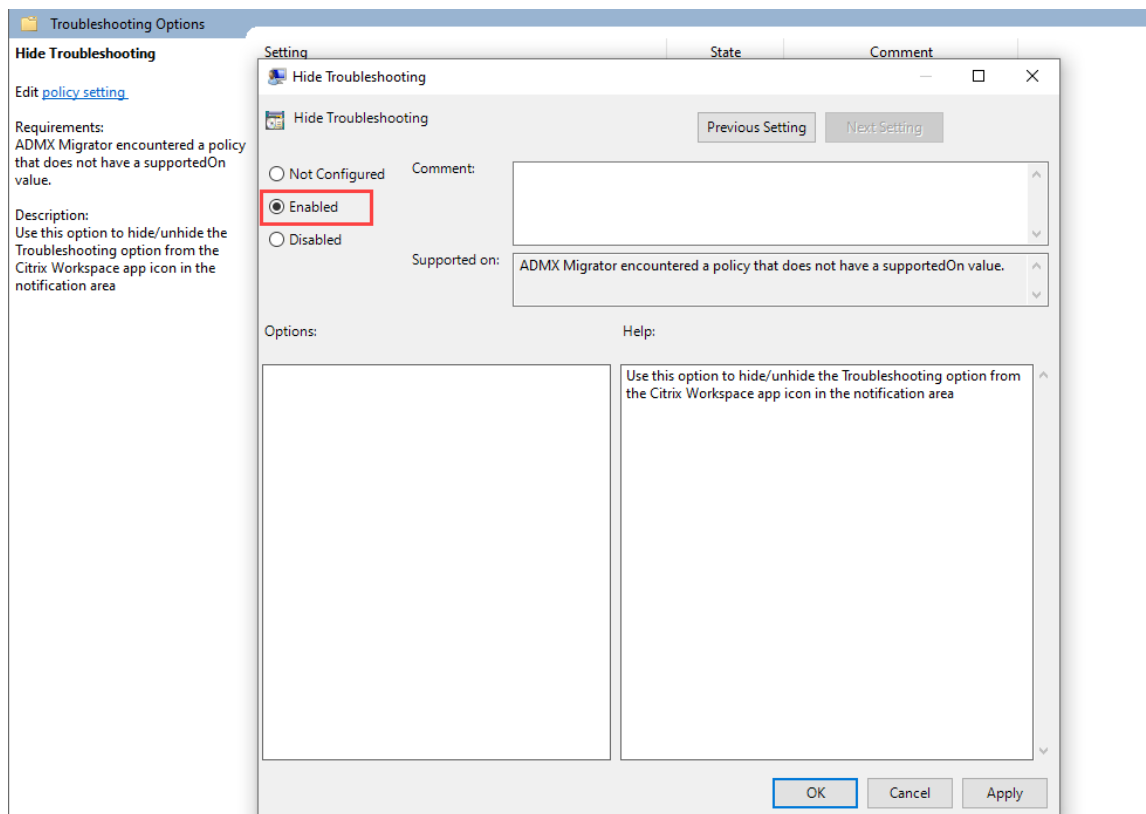 Troubleshooting Options
Hide Troubleshooting
Edit policy setting
Requirements:
ADMX Migrator encountered a policy
that does not have a supportedOn
value.
Description:
Use this option to hide/unhide the
Troubleshooting option from the
Citrix Workspace app icon in the
notification area
Setting State Comment
Hide Troubleshooting
Hide Troubleshooting
Previous Setting Next Setting
Not Configured
Enabled
Disabled
Comment:
Supported on:
ADMX Migrator encountered a policy that does not have a supportedOn value.
Options:
Help:
Use this option to hide/unhide the Troubleshooting option from
the Citrix Workspace app icon in the notification area
OK Cancel Apply